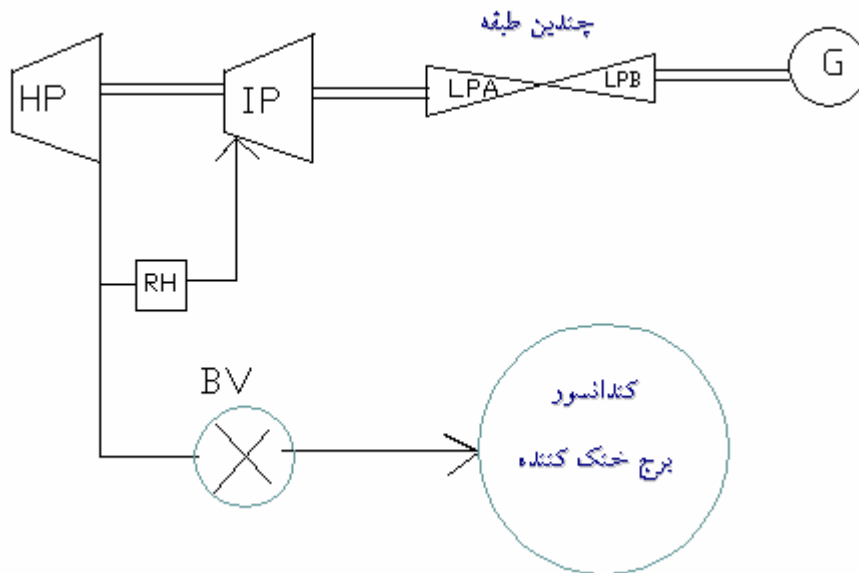 چندین طبقه
HP
IP
LPA
LPB
G
RH
BV
کندانسور
برج خنک کننده